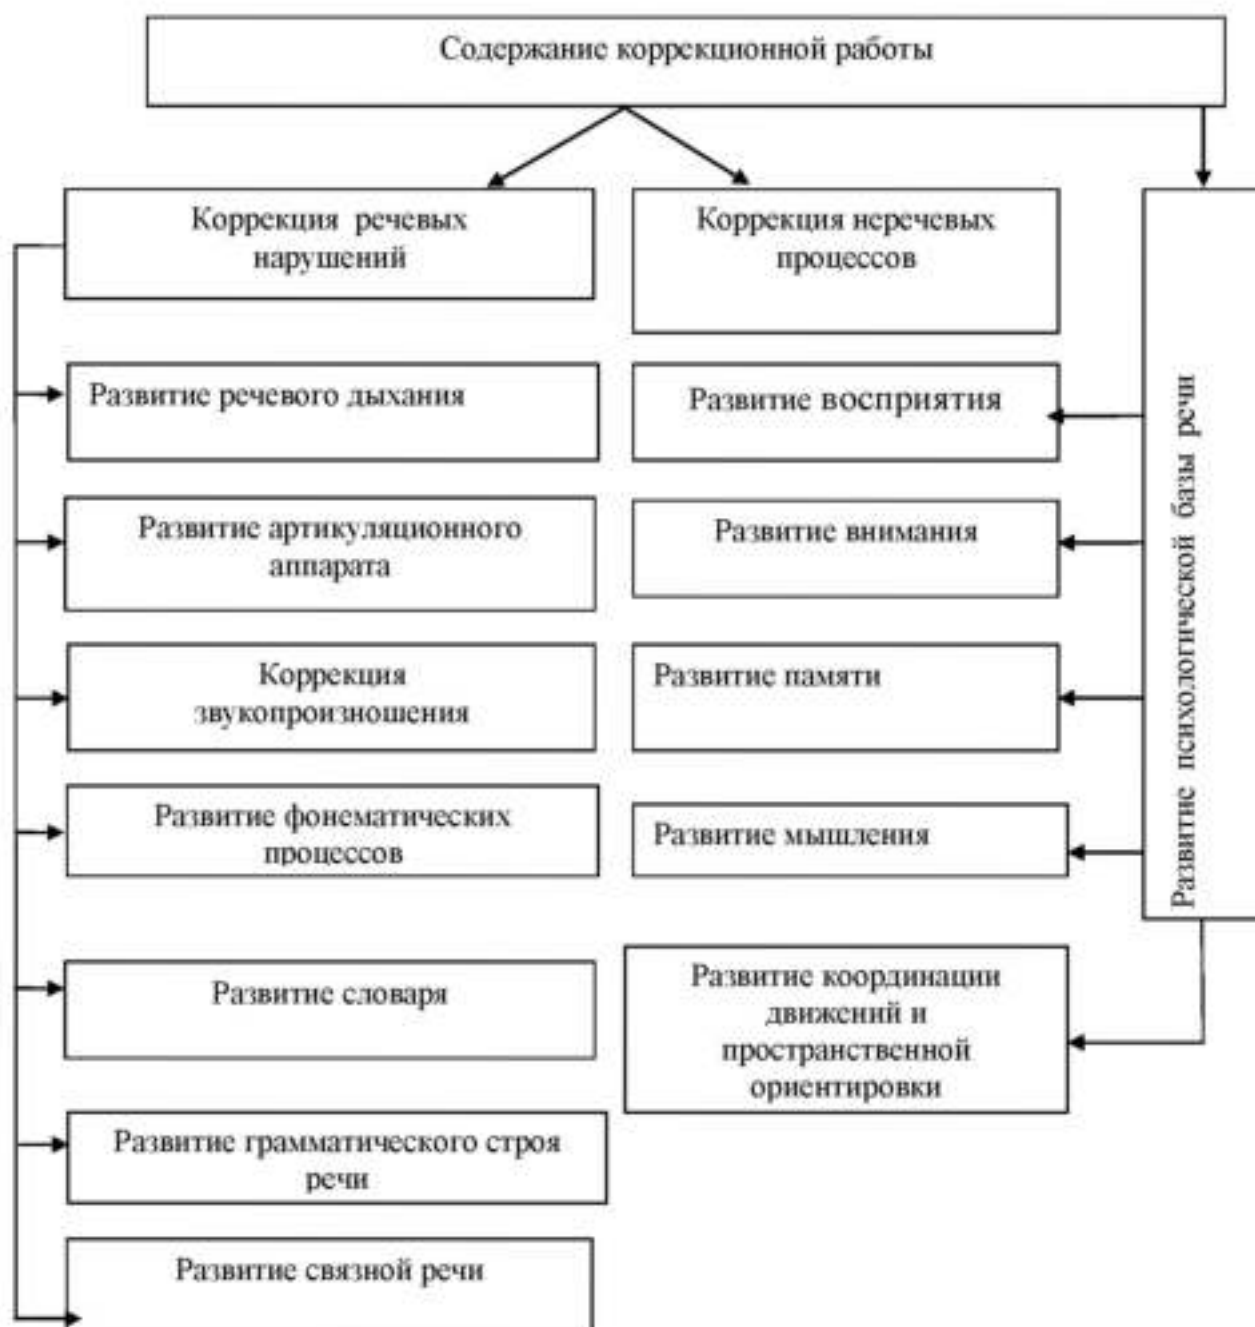 Содержание коррекционной работы
Коррекция речевых
нарушений
Коррекция неречевых
процессов
Развитие психологической базы речи
Развитие речевого дыхания
Развитие восприятия
Развитие артикуляционного
аппарата
Развитие внимания
Коррекция
звукопроизношения
Развитие памяти
Развитие фонематических
процессов
Развитие мышления
Развитие словаря
Развитие координации
движений и
пространственной
ориентировки
Развитие грамматического строя
речи
Развитие связной речи